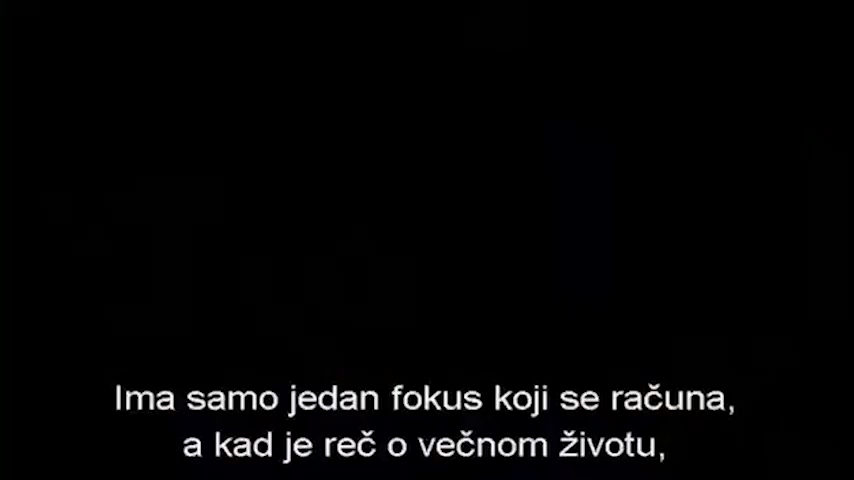 Ima samo jedan fokus koji se računa,
a kad je reč o večnom životu,